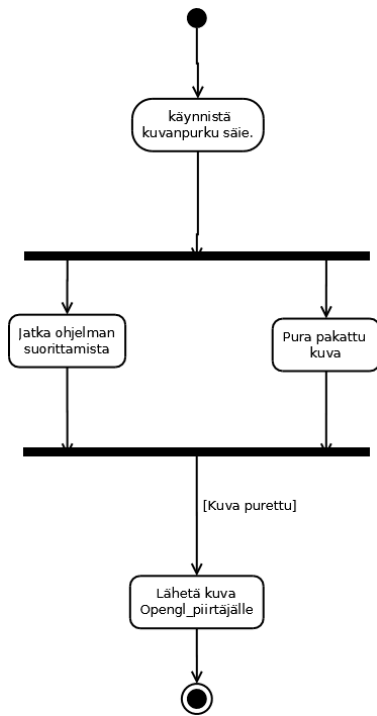 käynnistä
kuvanpurku säie.
Jatka ohjelman
suorittamista
Pura pakattu
kuva
[Kuva purettu]
Lähetä kuva
Opengl_piirtäjälle